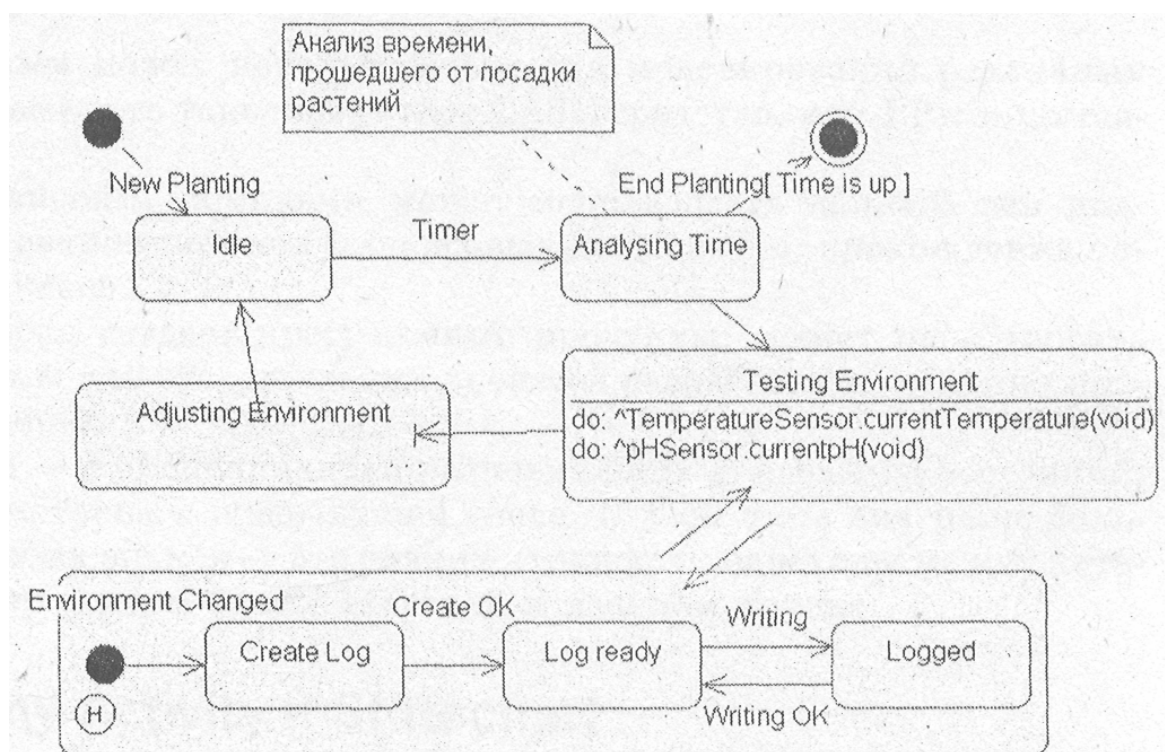 Анализ времени,
прошедшего от посадки
растений
New Planting
End Planting[ Time is up ]
Idle
Timer
Analysing Time
Testing Environment
do: ^TemperatureSensor.currentTemperature(void)
do: ^pHSensor.currentpH(void)
Adjusting Environment
Environment Changed
Create OK
Writing
Create Log
Log ready
Logged
H
Writing OK